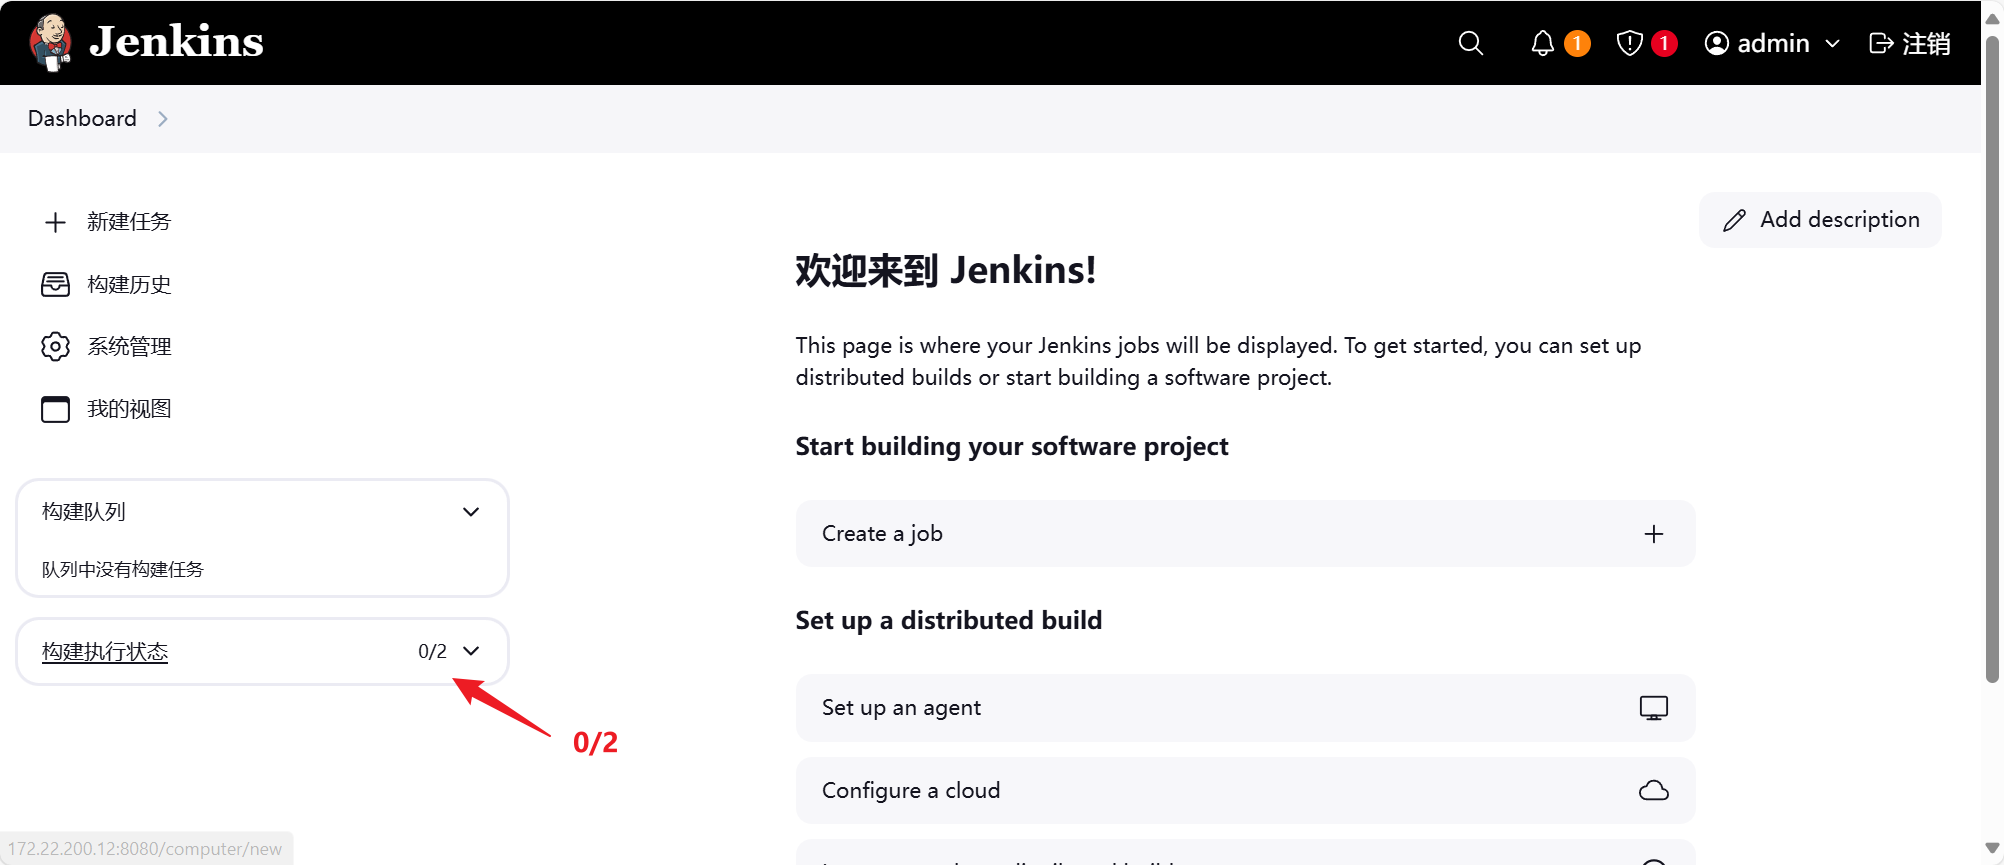 Jenkins
1
1
admin
注销
Dashboard
新建任务
构建历史
系统管理
我的视图
构建队列
队列中没有构建任务
构建执行状态
0/2
0/2
Add description
欢迎来到 Jenkins!
This page is where your Jenkins jobs will be displayed. To get started, you can set up
distributed builds or start building a software project.
Start building your software project
Create a job
Set up a distributed build
Set up an agent
Configure a cloud
172.22.200.12:8080/computer/new